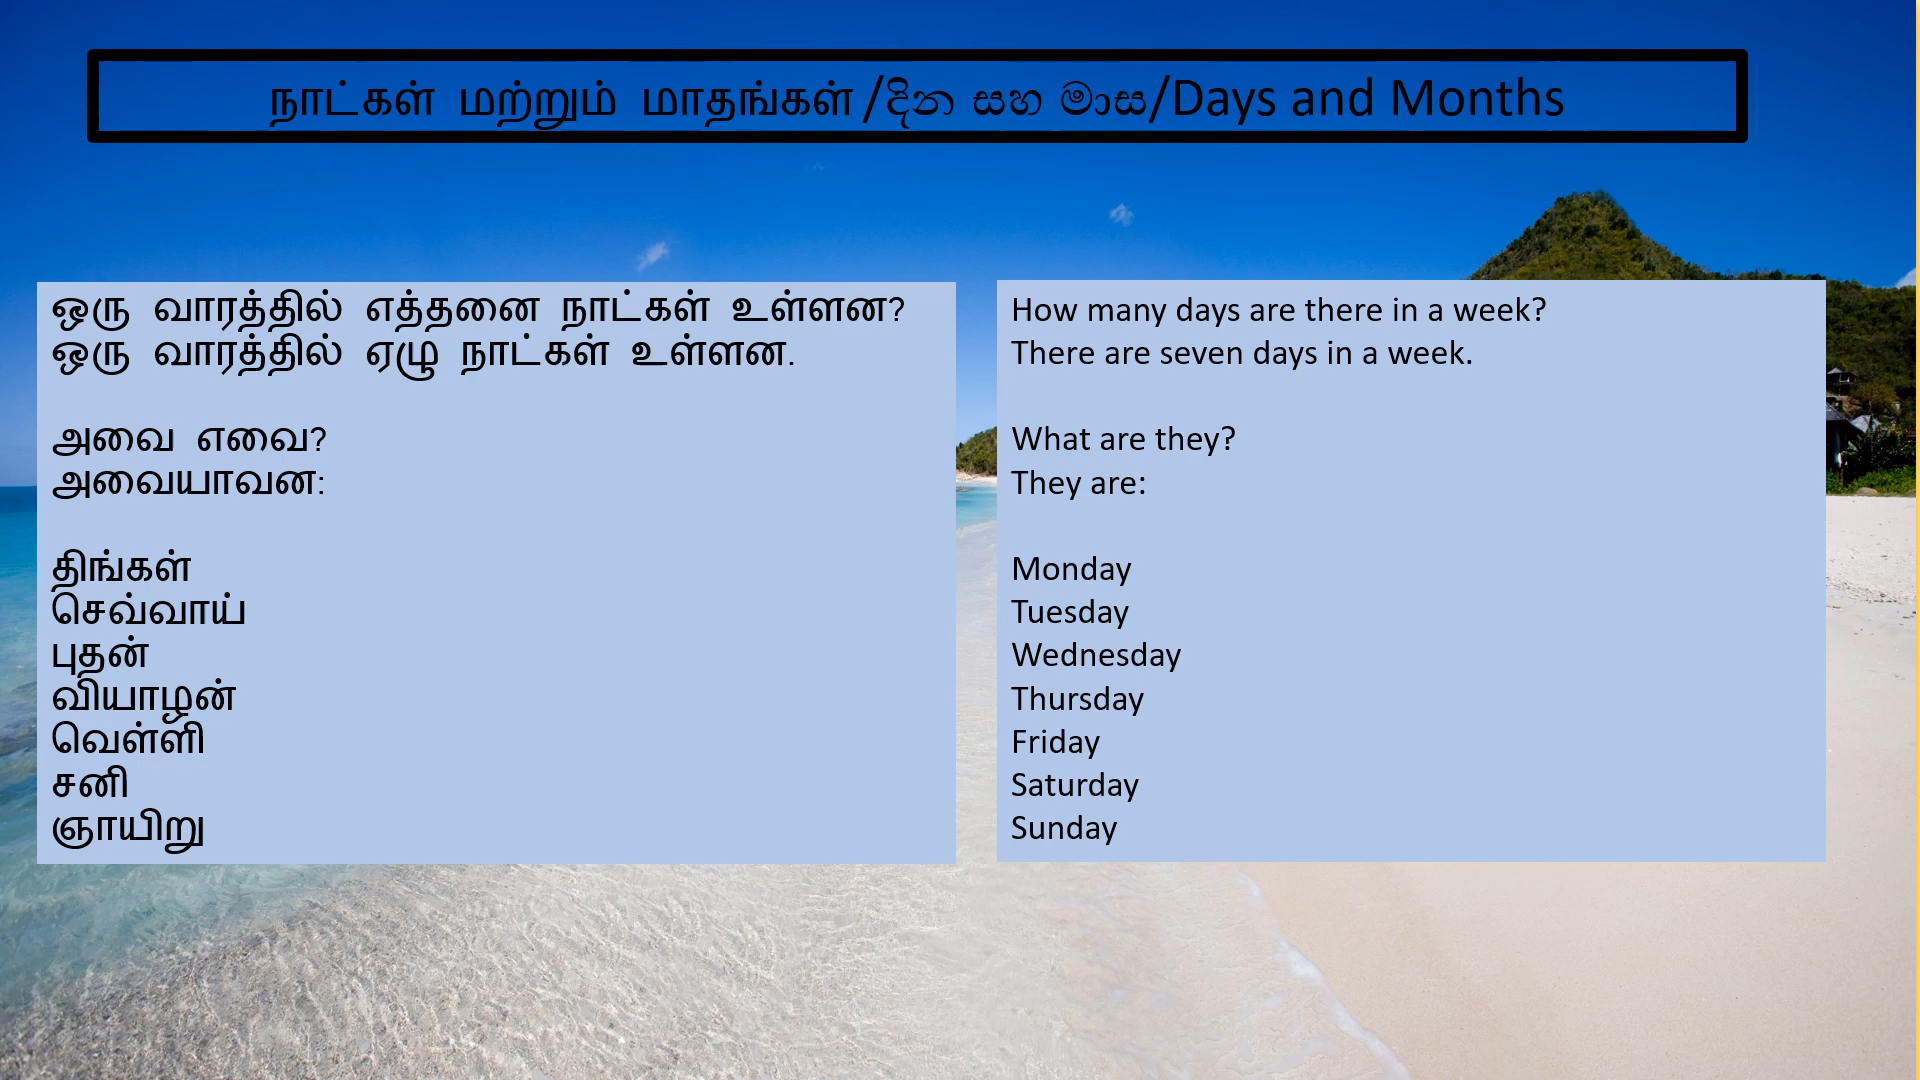 நாட்கள் மற்றும் மாதங்கள் /දින සහ මාස/Days and Months
ஒரு வாரத்தில் எத்தனை நாட்கள் உள்ளன?
ஒரு வாரத்தில் ஏழு நாட்கள் உள்ளன.
அவை எவை?
அவையாவன:
திங்கள்
செவ்வாய்
புதன்
வியாழன்
வெள்ளி
சனி
ஞாயிறு
How many days are there in a week?
There are seven days in a week.
What are they?
They are:
Monday
Tuesday
Wednesday
Thursday
Friday
Saturday
Sunday